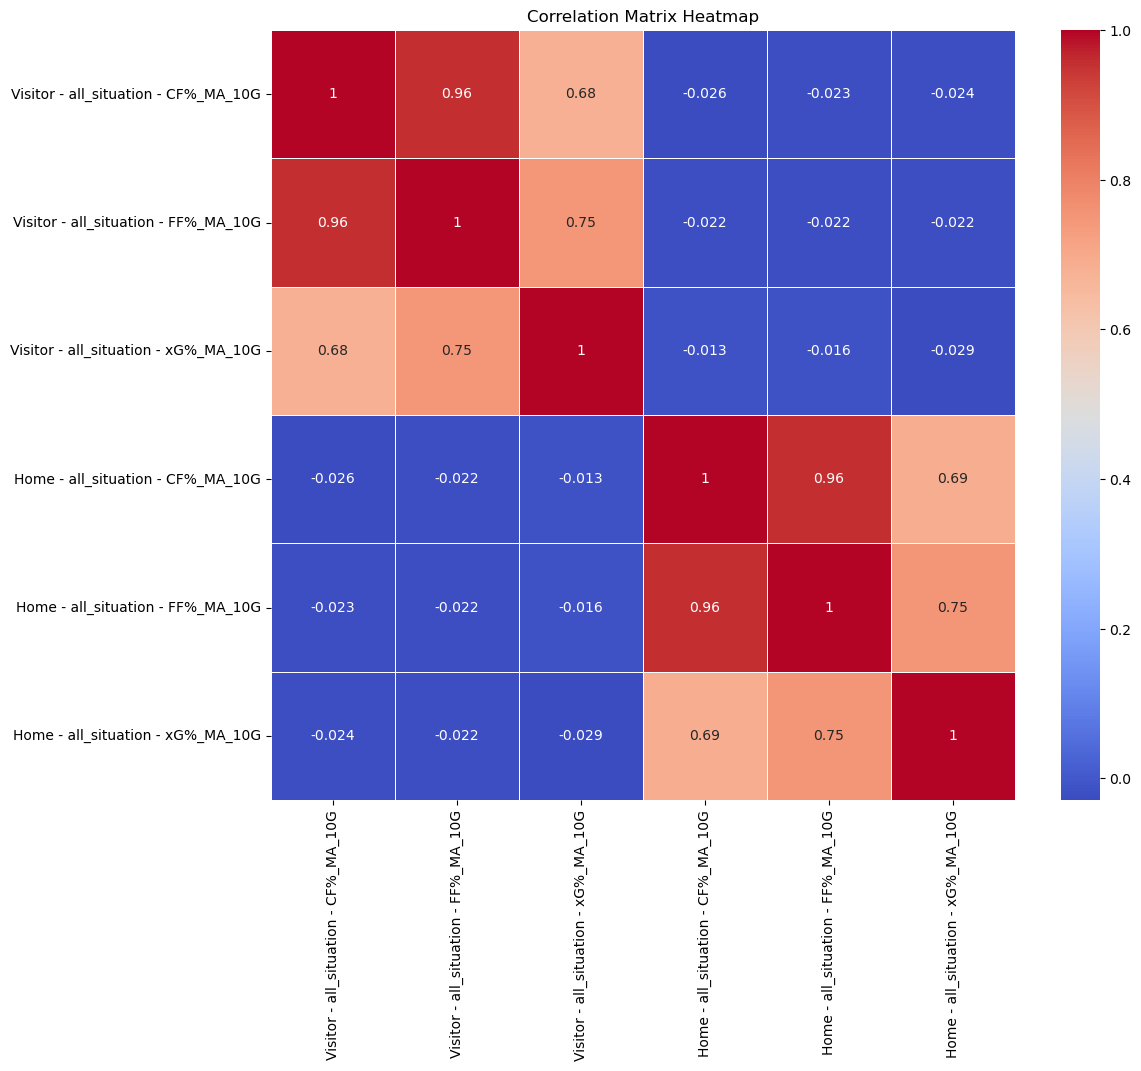 Correlation Matrix Heatmap
Visitor - all_situation - CF%_MA_10G
1 0.96 0.68 -0.026 -0.023 -0.024
Visitor - all_situation - FF%_MA_10G
0.96 1 0.75 -0.022 -0.022 -0.022
Visitor - all_situation - xG%_MA_10G
0.68 0.75 1 -0.013 -0.016 -0.029
Home - all_situation - CF%_MA_10G
-0.026 -0.022 -0.013 1 0.96 0.69
Home - all_situation - FF%_MA_10G
-0.023 -0.022 -0.016 0.96 1 0.75
Home - all_situation - xG%_MA_10G
-0.024 -0.022 -0.029 0.69 0.75 1
Visitor - all_situation - CF%_MA_10G
Visitor - all_situation - FF%_MA_10G
Visitor - all_situation - xG%_MA_10G
Home - all_situation - CF%_MA_10G
Home - all_situation - FF%_MA_10G
Home - all_situation - xG%_MA_10G
1.0
0.8
0.6
0.4
0.2
0.0